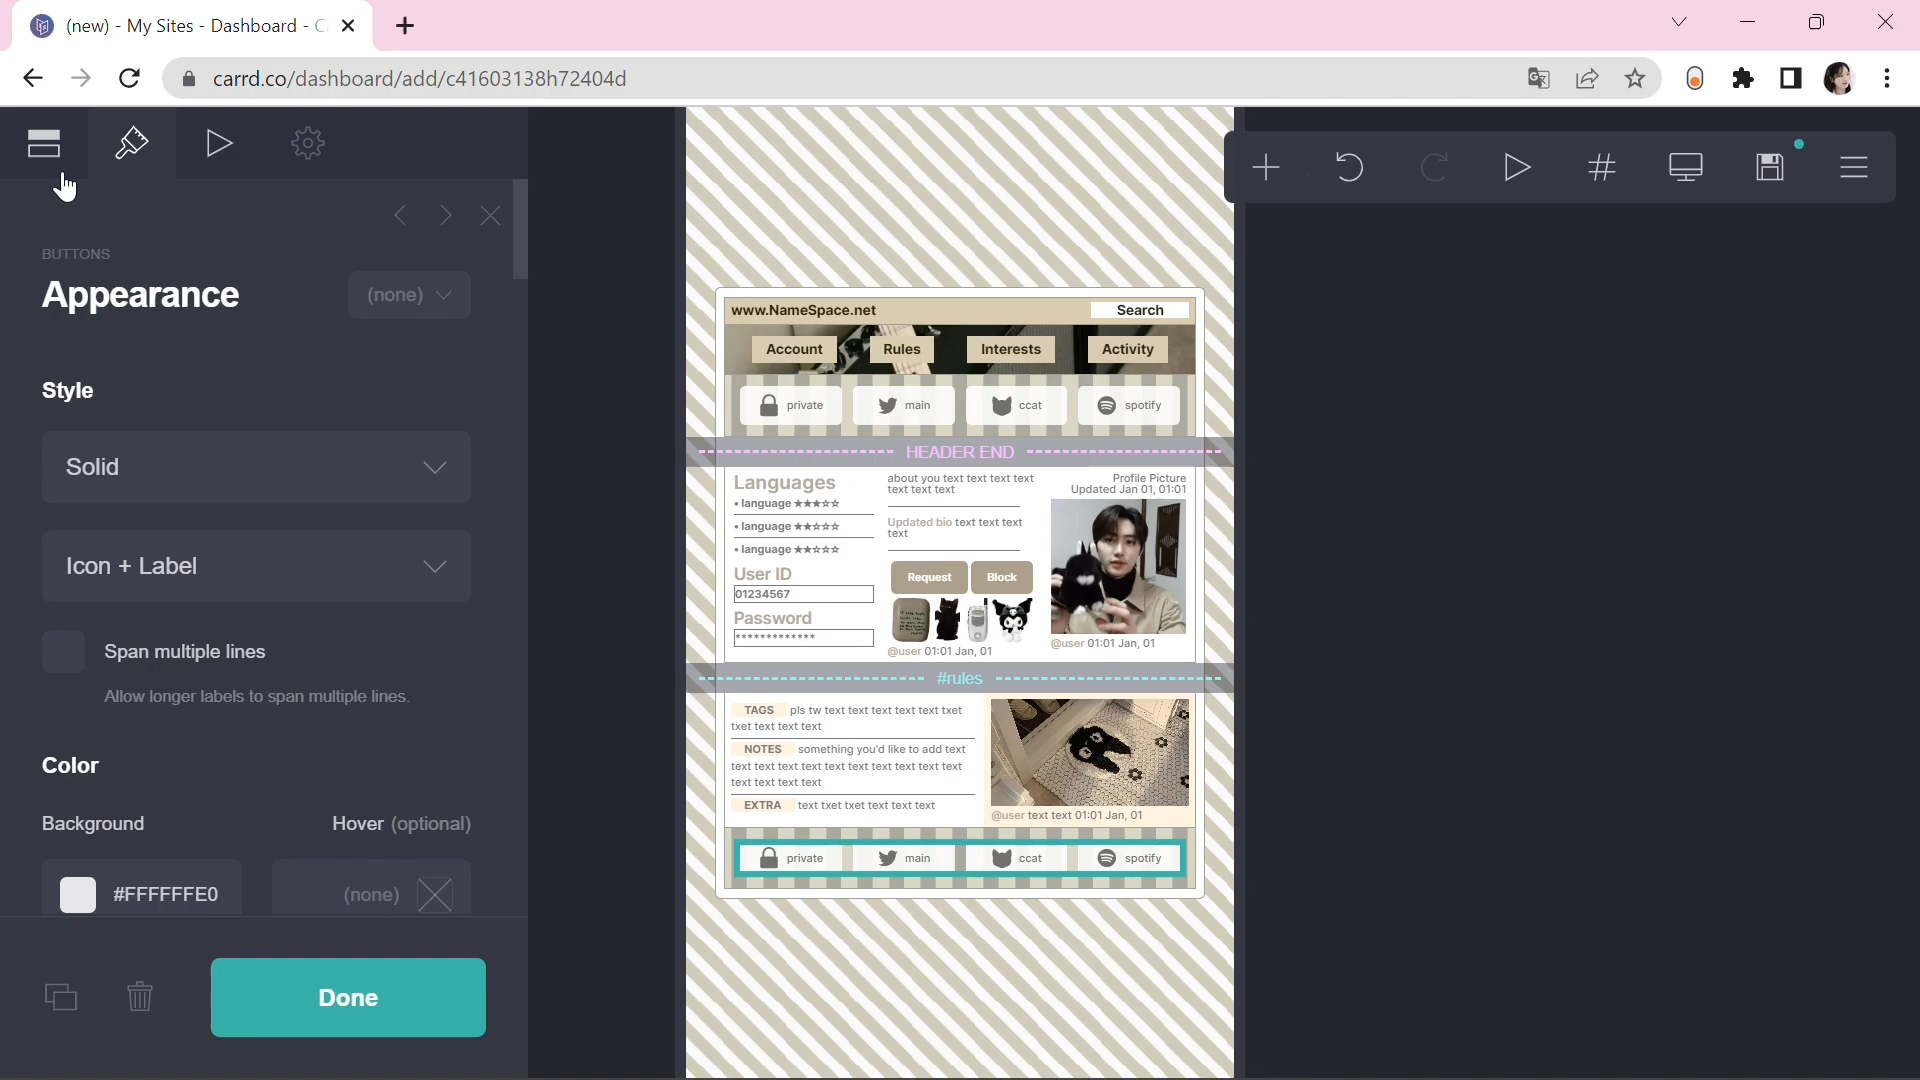 (new) - My Sites - Dashboard - C
carrd.co/dashboard/add/c41603138h72404d
BUTTONS
Appearance
(none)
Style
Solid
Icon + Label
Span multiple lines
Allow longer labels to span multiple lines.
Color
Background
Hover (optional)
#FFFFFFE0
(none)
Done
www.NameSpace.net
Search
Account
Rules
Interests
Activity
private
main
ccat
spotify
HEADER END
Languages
• language ★★★☆☆
• language ★★☆☆☆
• language ★★☆☆☆
User ID
01234567
Password
*************
about you text text text text
text text text
Updated bio text text text
text
Request
Block
@user 01:01 Jan, 01
Profile Picture
Updated Jan 01, 01:01
@user 01:01 Jan, 01
#rules
TAGS pls tw text text text text text txet
txet text text text
NOTES something you'd like to add text
text text text text text text text text text text
text text text text
EXTRA text txet txet text text text
@user text text 01:01 Jan, 01
private
main
ccat
spotify